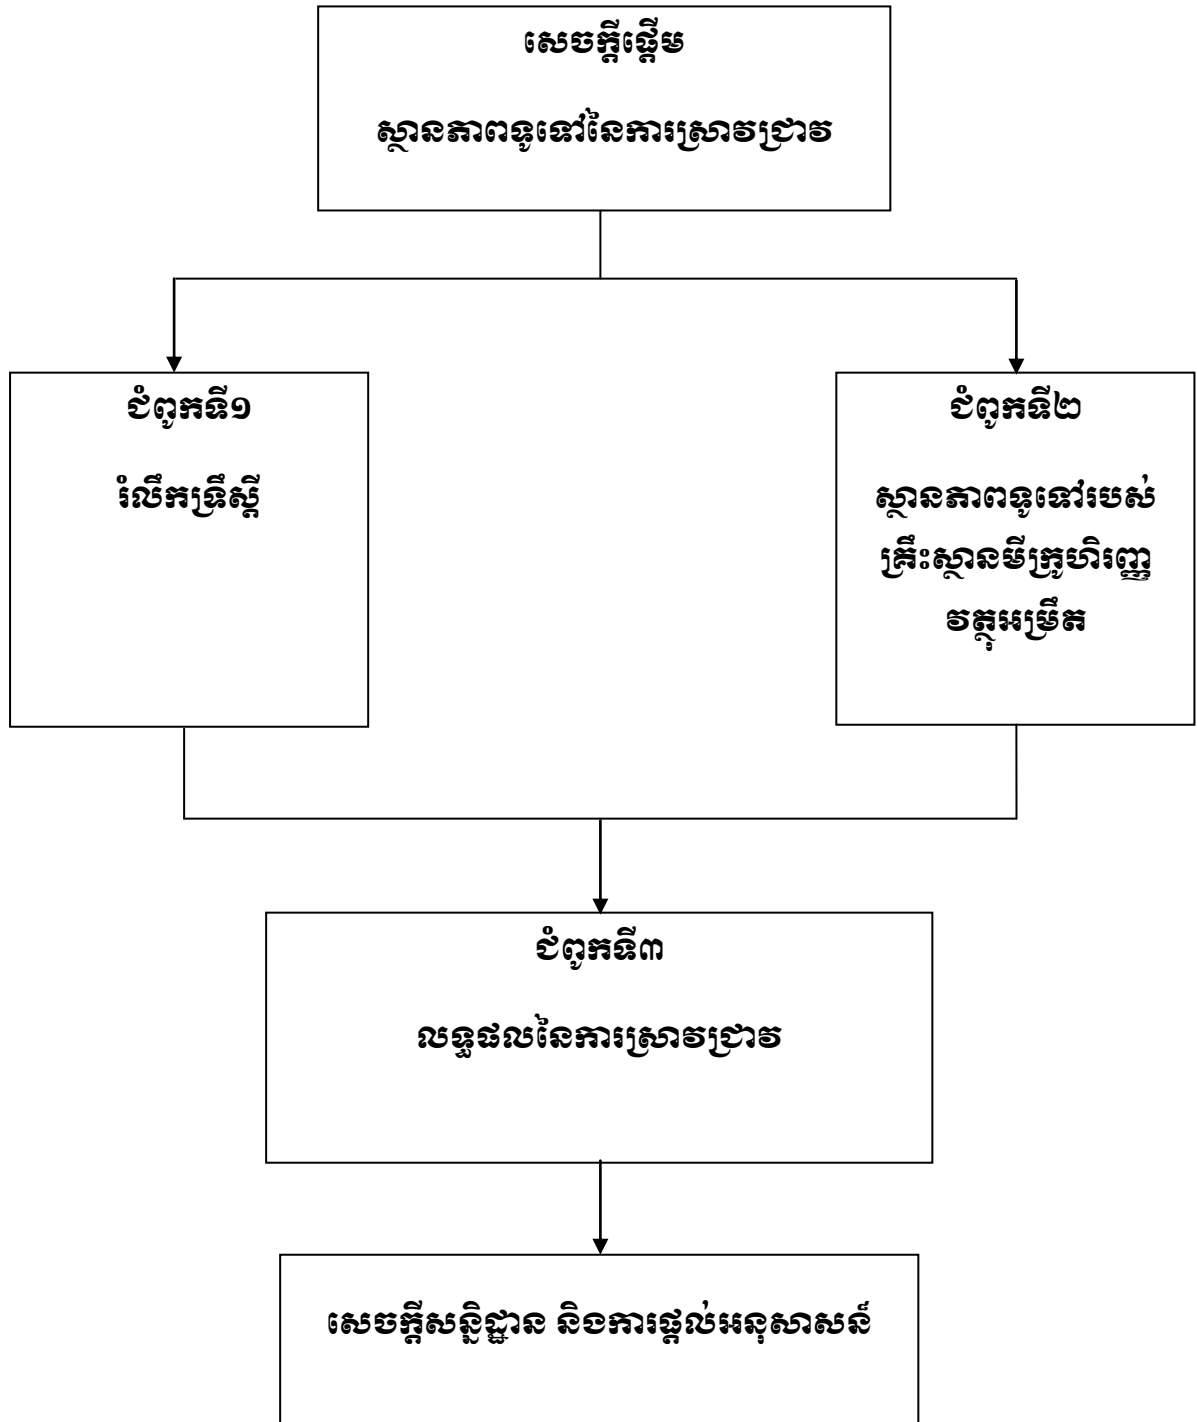 សេចក្តីផ្តើម
ស្ថានភាពទូទៅនៃការស្រាវជ្រាវ
ជំពូកទី១
រំលឹកទ្រឹស្តី
ជំពូកទី២
ស្ថានភាពទូទៅរបស់
គ្រឹះស្ថានមីក្រូហិរញ្ញ
វត្ថុអម្រឹត
ជំពូកទី៣
លទ្ធផលនៃការស្រាវជ្រាវ
សេចក្តីសន្និដ្ឋាន និងការផ្តល់អនុសាសន៏